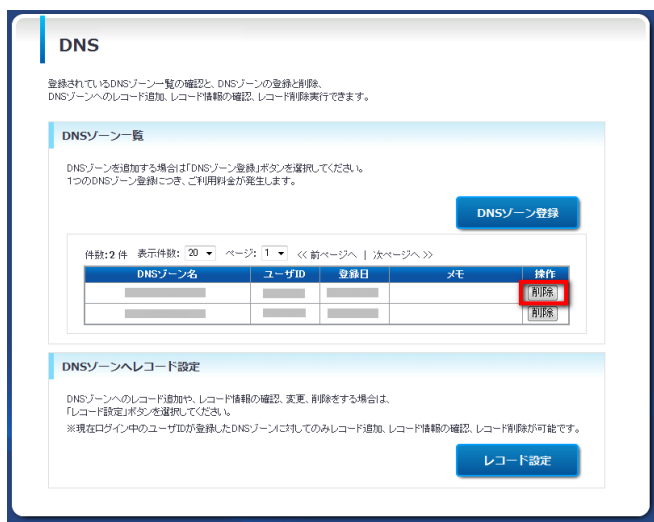 DNS
登録されているDNSゾーン一覧の確認と、DNSゾーンの登録と削除、
DNSゾーンへのレコード追加、レコード情報の確認、レコード削除実行できます。
DNSゾーン一覧
DNSゾーンを追加する場合は「DNSゾーン登録」ボタンを選択してください。
1つのDNSゾーン登録につき、ご利用料金が発生します。
DNSゾーン登録
件数:2 件 表示件数: 20 ページ: 1 << 前ページへ | 次ページへ >>
DNSゾーン名 ユーザID 登録日 メモ 操作
削除
削除
DNSゾーンへレコード設定
DNSゾーンへのレコード追加や、レコード情報の確認、変更、削除をする場合は、
「レコード設定」ボタンを選択してください。
※現在ログイン中のユーザIDが登録したDNSゾーンに対してのみレコード追加、レコード情報の確認、レコード削除が可能です。
レコード設定